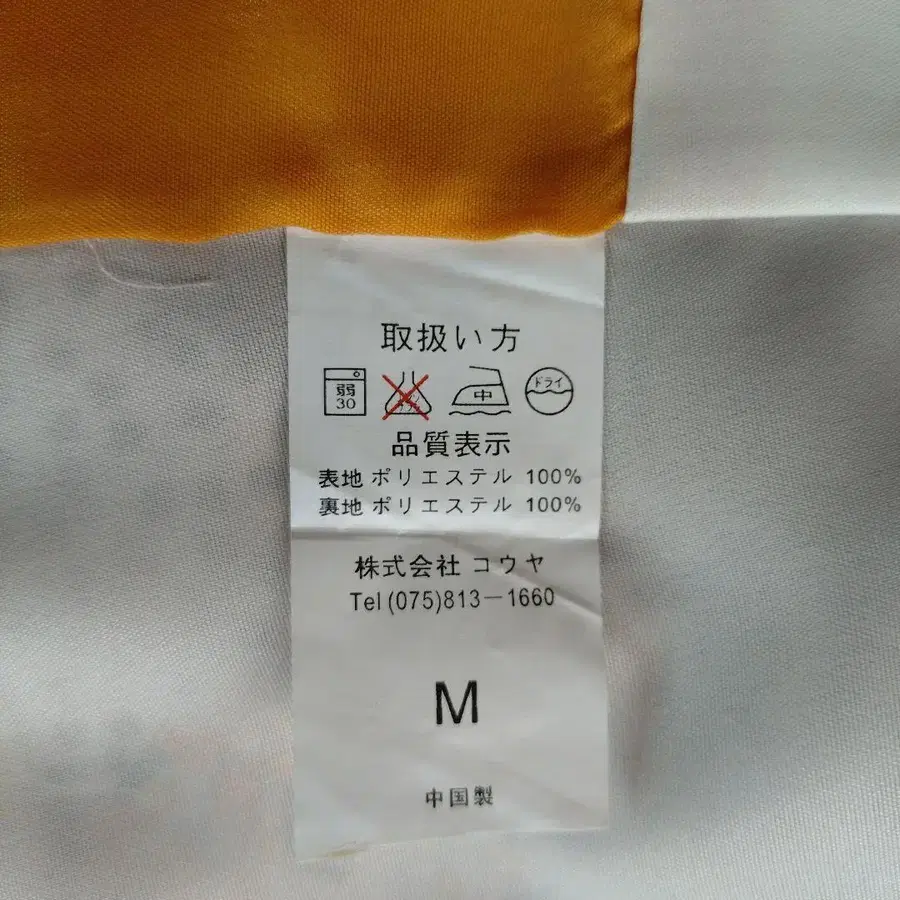 取扱い方
弱 30 中 ドライ
品質表示
表地 ポリエステル 100%
裏地 ポリエステル 100%
株式会社 コウヤ
Tel (075)813-1660
M
中国製